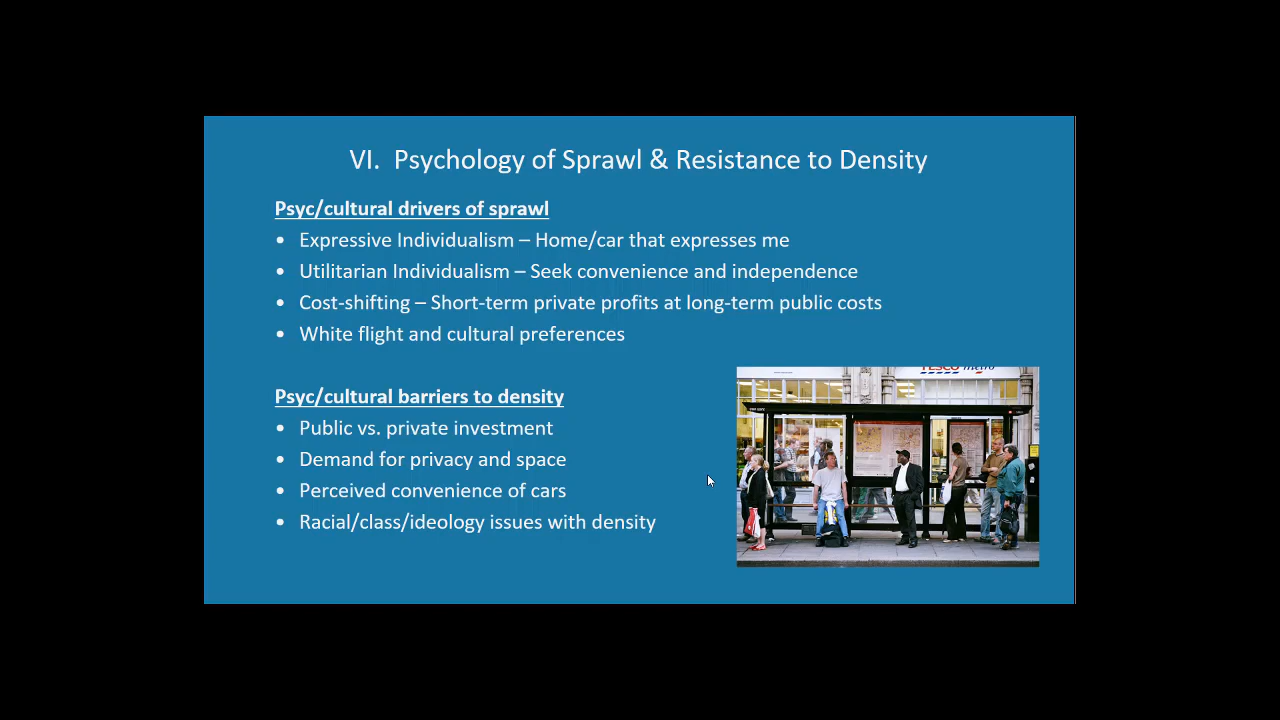 VI. Psychology of Sprawl & Resistance to Density
Psyc/cultural drivers of sprawl
• Expressive Individualism – Home/car that expresses me
• Utilitarian Individualism – Seek convenience and independence
• Cost-shifting – Short-term private profits at long-term public costs
• White flight and cultural preferences
Psyc/cultural barriers to density
• Public vs. private investment
• Demand for privacy and space
• Perceived convenience of cars
• Racial/class/ideology issues with density
TESCO metro